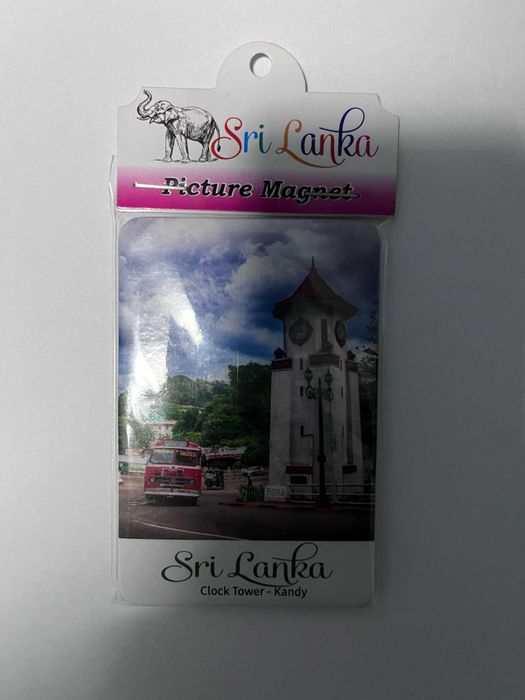 Sri Lanka
Picture Magnet
Sri Lanka
Clock Tower - Kandy